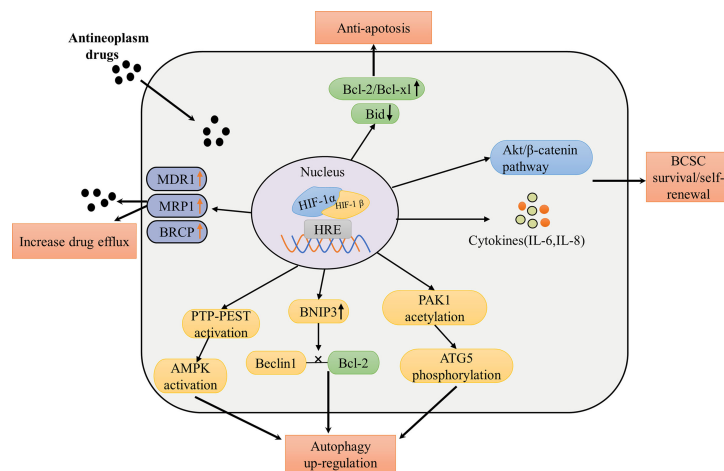 Anti-apotosis
Antineoplasm
drugs
Bcl-2/Bcl-xl
Bid
Nucleus
HIF-1α
HIF-1 β
HRE
MDR1
MRP1
BRCP
Increase drug efflux
Akt/β-catenin
pathway
BCSC
survival/self-
renewal
Cytokines(IL-6,IL-8)
PTP-PEST
activation
AMPK
activation
BNIP3
Beclin1
×
Bcl-2
PAK1
acetylation
ATG5
phosphorylation
Autophagy
up-regulation